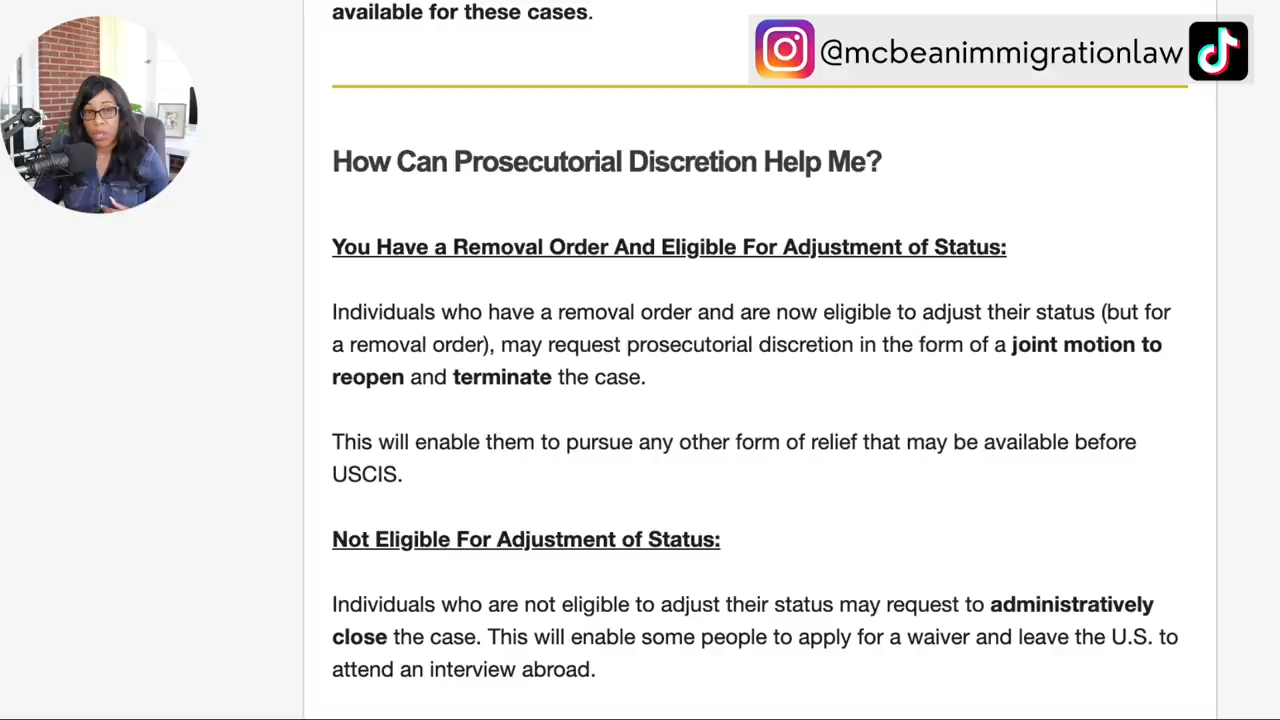 available for these cases.
@mcbeanimmigrationlaw
How Can Prosecutorial Discretion Help Me?
You Have a Removal Order And Eligible For Adjustment of Status:
Individuals who have a removal order and are now eligible to adjust their status (but for
a removal order), may request prosecutorial discretion in the form of a joint motion to
reopen and terminate the case.
This will enable them to pursue any other form of relief that may be available before
USCIS.
Not Eligible For Adjustment of Status:
Individuals who are not eligible to adjust their status may request to administratively
close the case. This will enable some people to apply for a waiver and leave the U.S. to
attend an interview abroad.